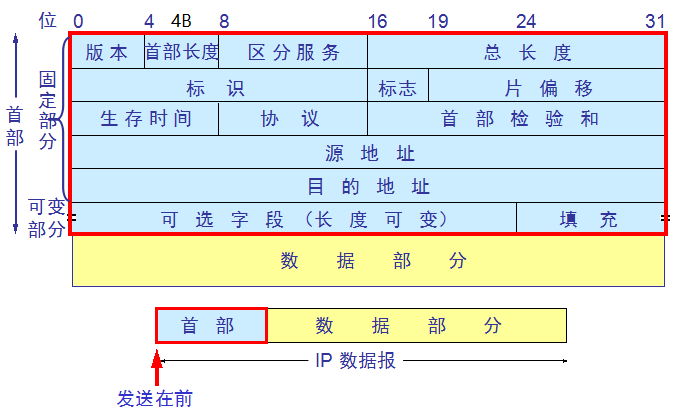 位 0 4 4B 8 16 19 24 31
版本 首部长度 区分服务 总长度
标识 标志 片偏移
生存时间 协议 首部检验和
源地址
目的地址
可选字段（长度可变） 填充
数据部分
首部
固定部分
可变部分
首部 数据部分
IP 数据报
发送在前